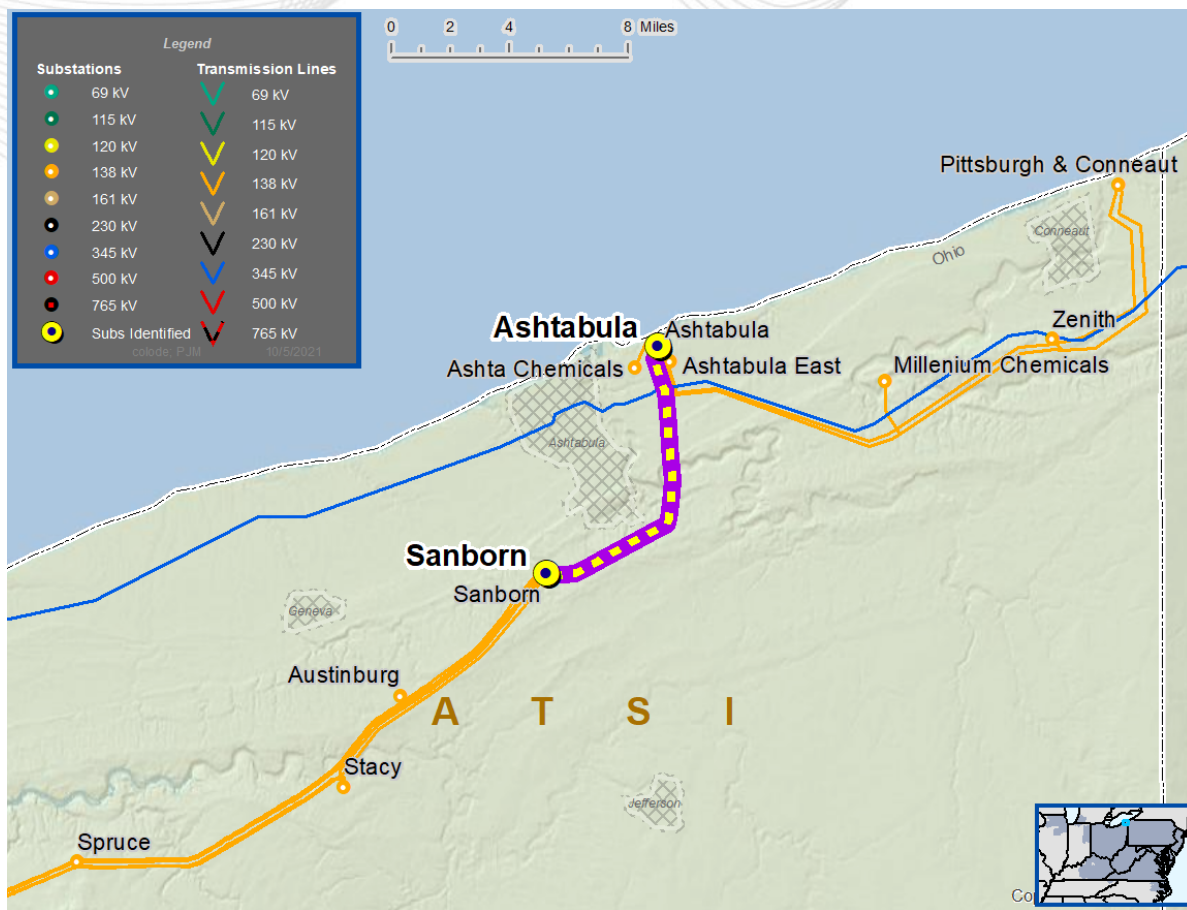 Legend
Substations Transmission Lines
69 kV 69 kV
115 kV 115 kV
120 kV 120 kV
138 kV 138 kV
161 kV 161 kV
230 kV 230 kV
345 kV 345 kV
500 kV 500 kV
765 kV 765 kV
Subs Identified
colode; PJM 10/5/2021
0 2 4 8 Miles
Pittsburgh & Conneaut
Conneaut
Ohio
Ashtabula
Ashtabula
Zenith
Ashta Chemicals
Ashtabula East
Millenium Chemicals
Ashtabula
Sanborn
Sanborn
Geneva
Austinburg
A T S I
Stacy
Jefferson
Spruce